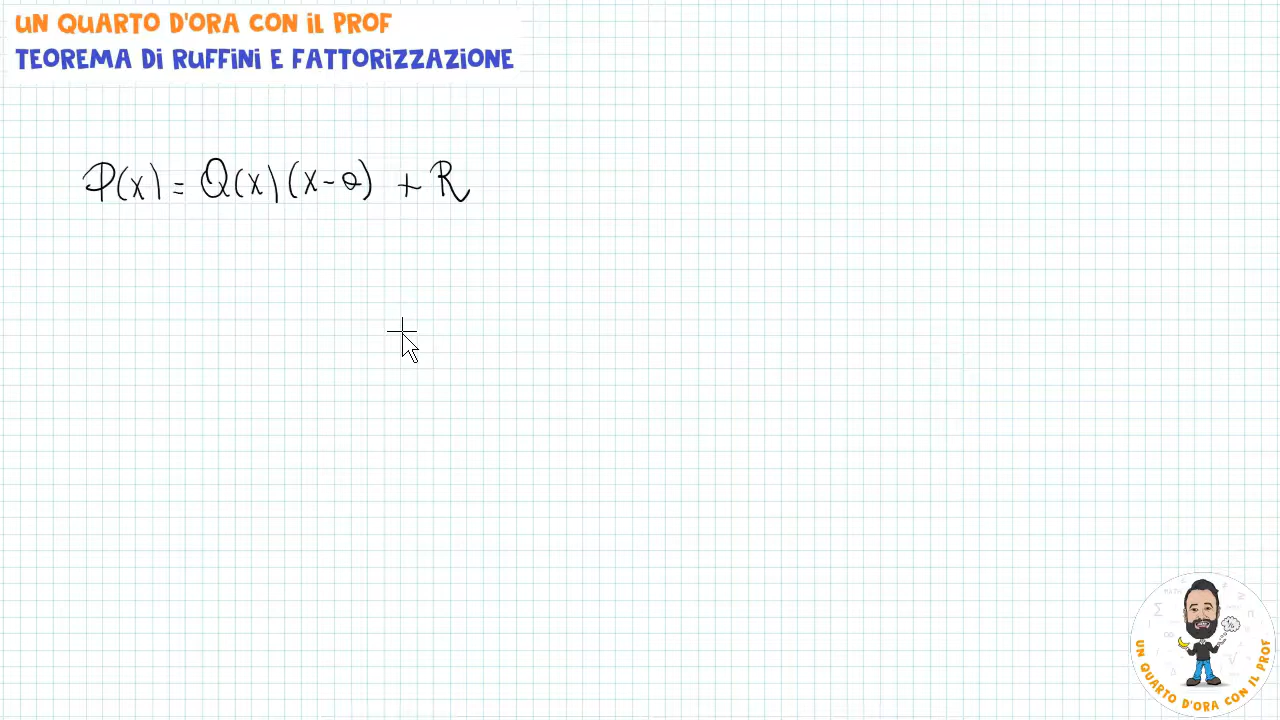 UN QUARTO D'ORA CON IL PROF
TEOREMA DI RUFFINI E FATTORIZZAZIONE
P(x) = Q(x)(x-a) + R
UN QUARTO D'ORA CON IL PROF